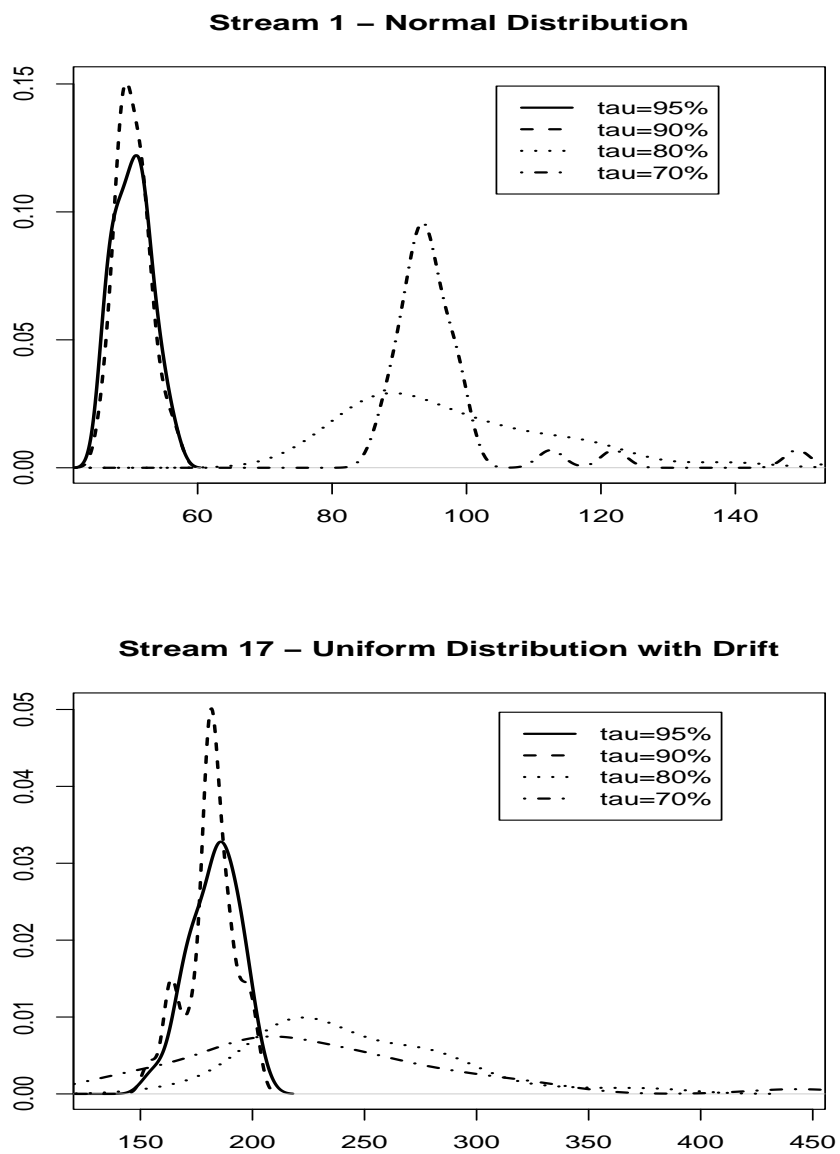 Stream 1 – Normal Distribution
0.15
0.10
0.05
0.00
tau=95%
tau=90%
tau=80%
tau=70%
60 80 100 120 140
Stream 17 – Uniform Distribution with Drift
0.05
0.04
0.03
0.02
0.01
0.00
tau=95%
tau=90%
tau=80%
tau=70%
150 200 250 300 350 400 450